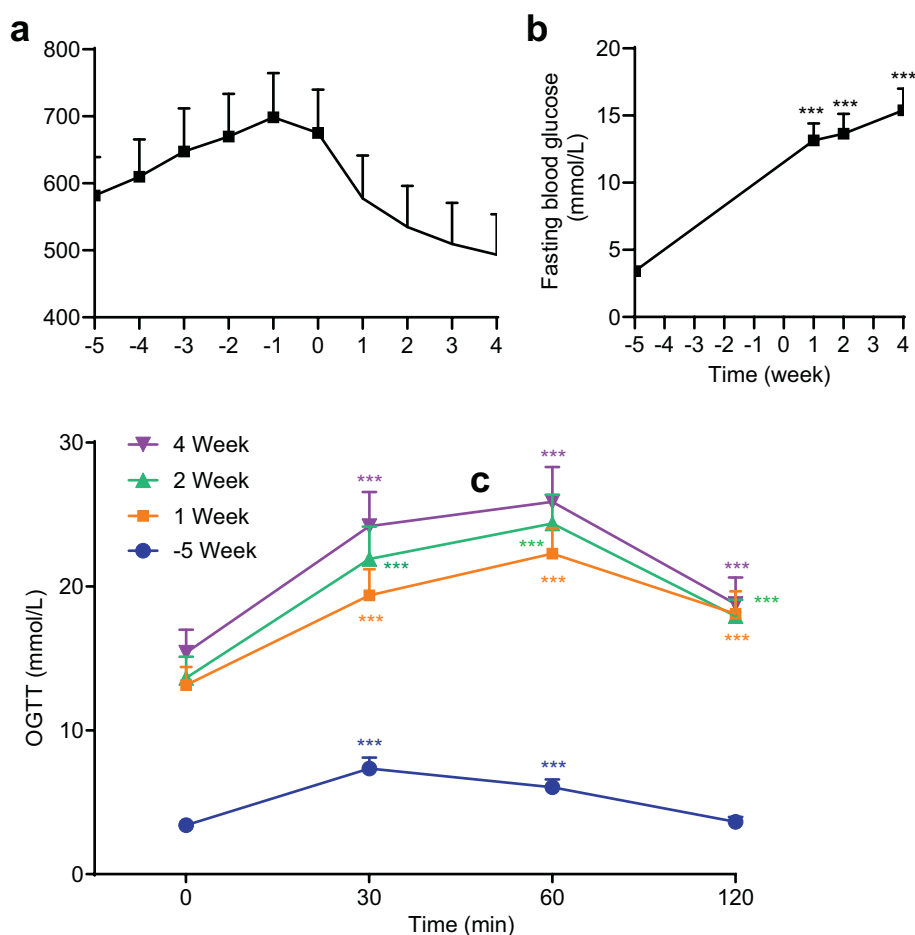 a
800
700
600
500
400
-5 -4 -3 -2 -1 0 1 2 3 4
b
Fasting blood glucose
(mmol/L)
20
15
10
5
0
*** *** ***
-5 -4 -3 -2 -1 0 1 2 3 4
Time (week)
c
4 Week
2 Week
1 Week
-5 Week
OGTT (mmol/L)
30
20
10
0
*** *** ***
*** *** ***
*** *** ***
*** ***
0 30 60 120
Time (min)